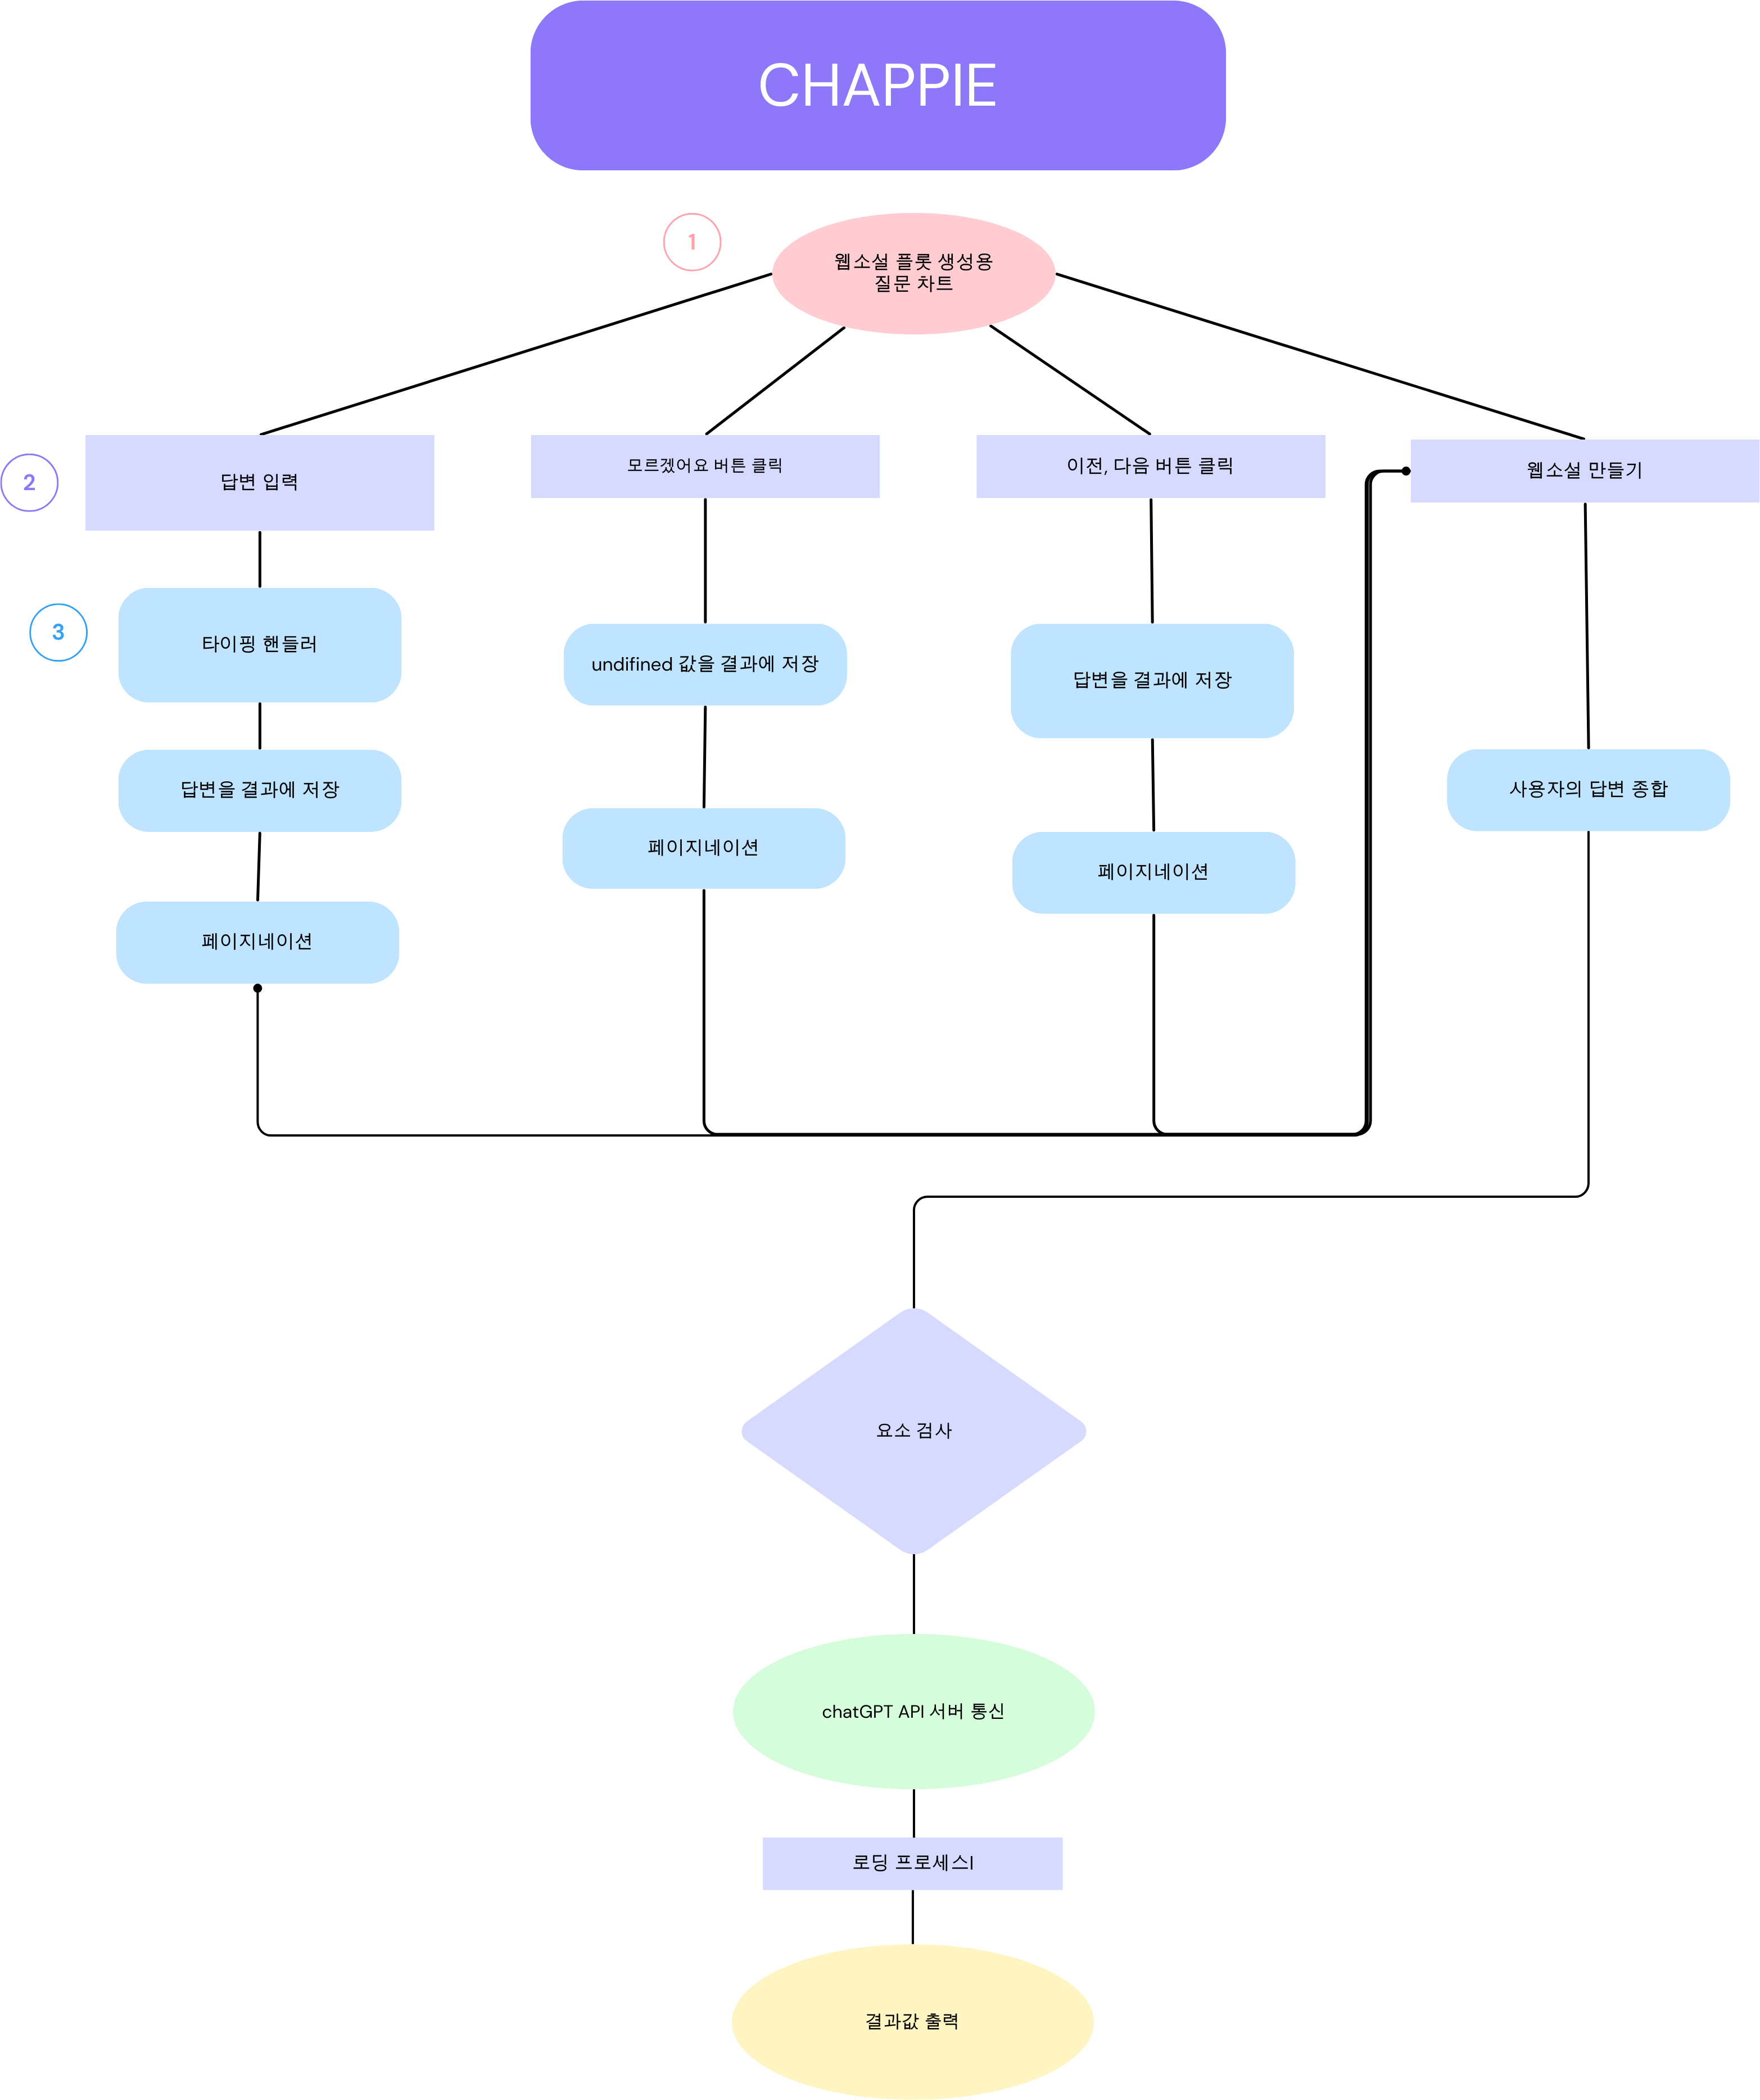 CHAPPIE
1
웹소설 플롯 생성용
질문 차트
2
답변 입력
모르겠어요 버튼 클릭
이전, 다음 버튼 클릭
웹소설 만들기
3
타이핑 핸들러
undifined 값을 결과에 저장
답변을 결과에 저장
답변을 결과에 저장
사용자의 답변 종합
페이지네이션
페이지네이션
페이지네이션
요소 검사
chatGPT API 서버 통신
로딩 프로세스I
결과값 출력